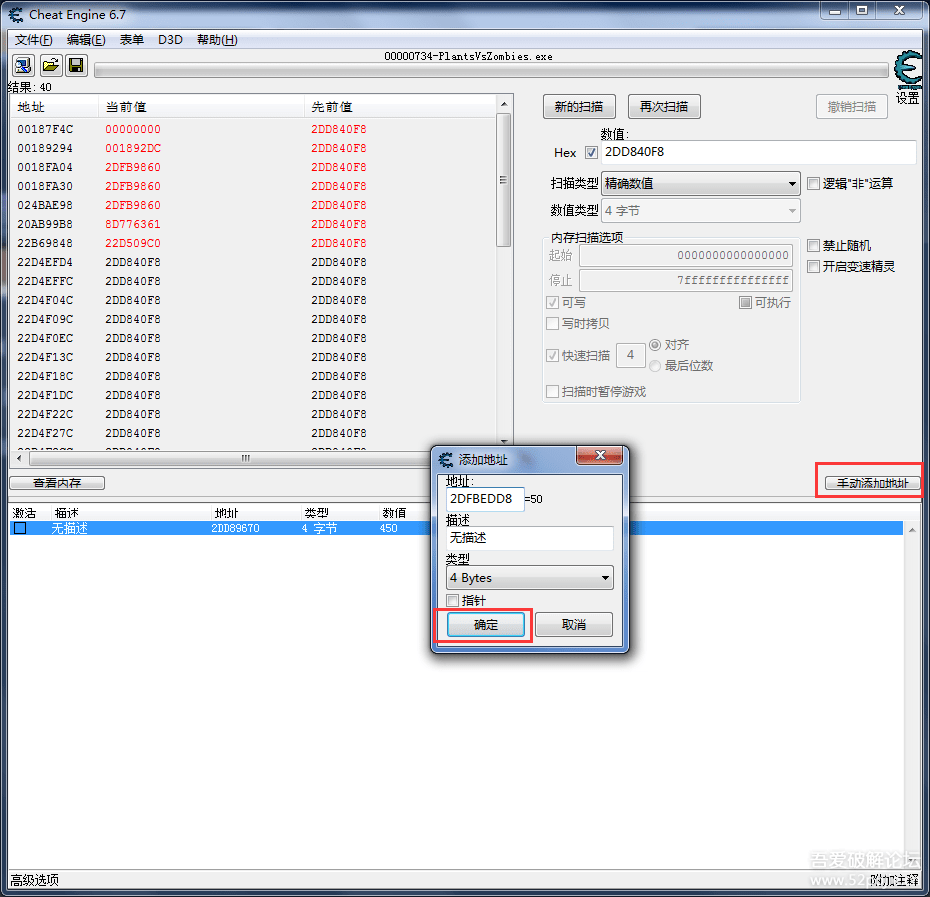 Cheat Engine 6.7
文件(F) 编辑(E) 表单 D3D 帮助(H)
00000734-PlantsVsZombies.exe
结果: 40
设置
地址 当前值 先前值
00187F4C 00000000 2DD840F8
00189294 001892DC 2DD840F8
0018FA04 2DFB9860 2DD840F8
0018FA30 2DFB9860 2DD840F8
024BAE98 2DFB9860 2DD840F8
20AB99B8 8D776361 2DD840F8
22B69848 22D509C0 2DD840F8
22D4EFD4 2DD840F8 2DD840F8
22D4EFFC 2DD840F8 2DD840F8
22D4F04C 2DD840F8 2DD840F8
22D4F09C 2DD840F8 2DD840F8
22D4F0EC 2DD840F8 2DD840F8
22D4F13C 2DD840F8 2DD840F8
22D4F18C 2DD840F8 2DD840F8
22D4F1DC 2DD840F8 2DD840F8
22D4F22C 2DD840F8 2DD840F8
22D4F27C 2DD840F8 2DD840F8
新的扫描 再次扫描 撤销扫描
数值:
Hex 2DD840F8
扫描类型 精确数值 逻辑"非"运算
数值类型 4 字节
内存扫描选项
起始 0000000000000000 禁止随机
停止 7fffffffffffffff 开启变速精灵
可写 可执行
写时拷贝
快速扫描 4 对齐
最后位数
扫描时暂停游戏
查看内存 手动添加地址
激活 描述 地址 类型 数值
无描述 2DD89670 4 字节 450
添加地址
地址:
2DFBEDD8 =50
描述
无描述
类型
4 Bytes
指针
确定 取消
吾爱破解论坛
高级选项 附加注释